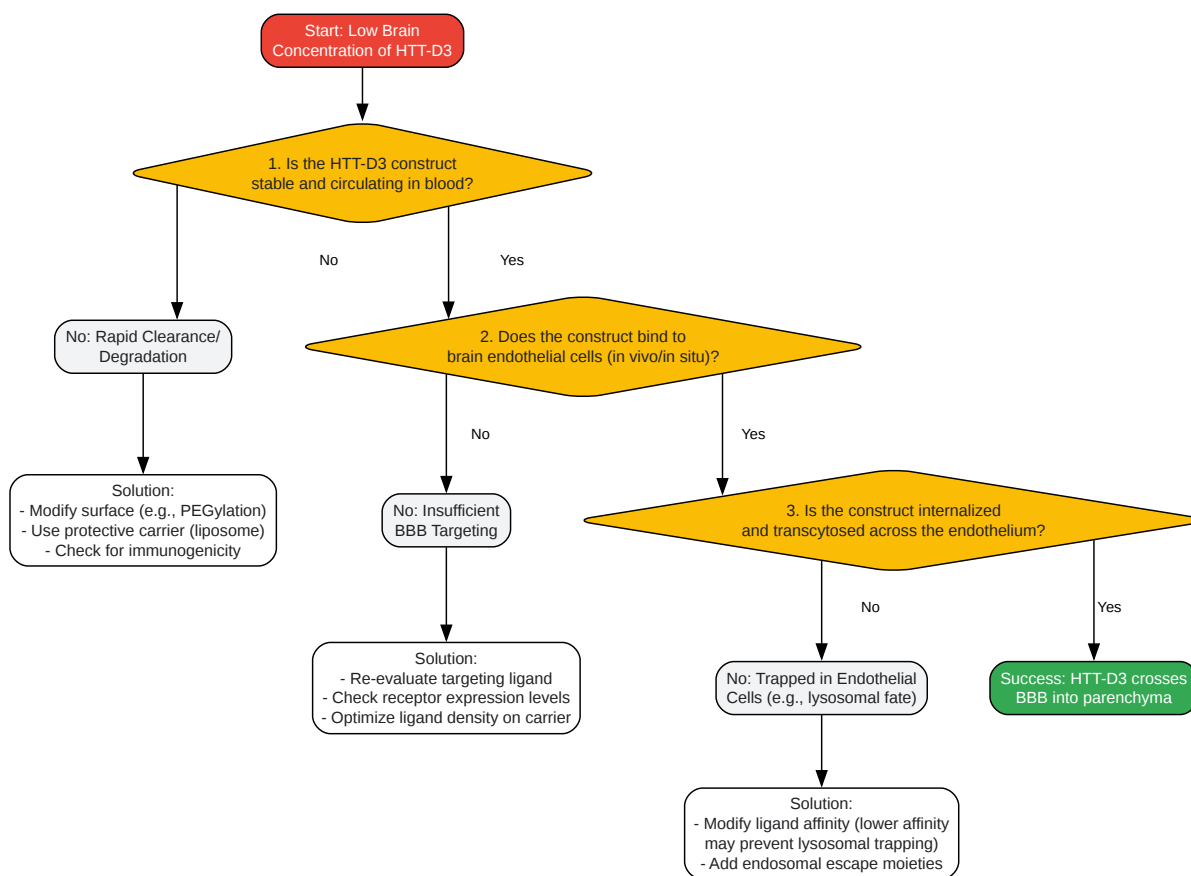 Start: Low Brain
Concentration of HTT-D3
1. Is the HTT-D3 construct
stable and circulating in blood?
No
Yes
No: Rapid Clearance/
Degradation
2. Does the construct bind to
brain endothelial cells (in vivo/in situ)?
Solution:
- Modify surface (e.g., PEGylation)
- Use protective carrier (liposome)
- Check for immunogenicity
No
Yes
No: Insufficient
BBB Targeting
3. Is the construct internalized
and transcytosed across the endothelium?
Solution:
- Re-evaluate targeting ligand
- Check receptor expression levels
- Optimize ligand density on carrier
No
Yes
No: Trapped in Endothelial
Cells (e.g., lysosomal fate)
Success: HTT-D3 crosses
BBB into parenchyma
Solution:
- Modify ligand affinity (lower affinity
may prevent lysosomal trapping)
- Add endosomal escape moieties